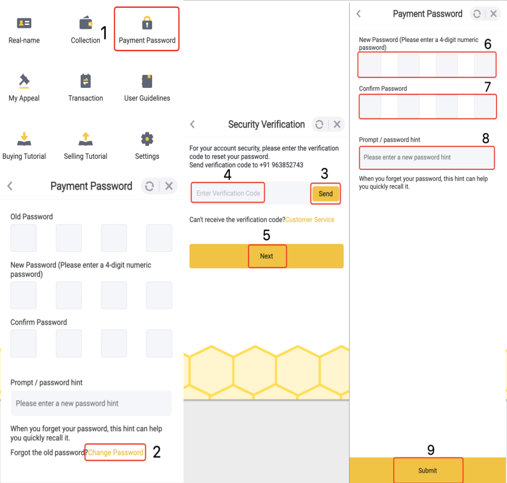 Real-name
Collection
1
Payment Password
My Appeal
Transaction
User Guidelines
Buying Tutorial
Selling Tutorial
Settings
Payment Password
Old Password
New Password (Please enter a 4-digit numeric
password)
Confirm Password
Prompt / password hint
Please enter a new password hint
When you forget your password, this hint can help
you quickly recall it.
Forgot the old password?Change Password
2
Security Verification
For your account security, please enter the verification
code to reset your password.
Send verification code to +91 963852743
4
3
Enter Verification Code
Send
Can't receive the verification code?Customer Service
5
Next
Payment Password
New Password (Please enter a 4-digit numeric
password)
6
Confirm Password
7
Prompt / password hint
8
Please enter a new password hint
When you forget your password, this hint can help
you quickly recall it.
9
Submit